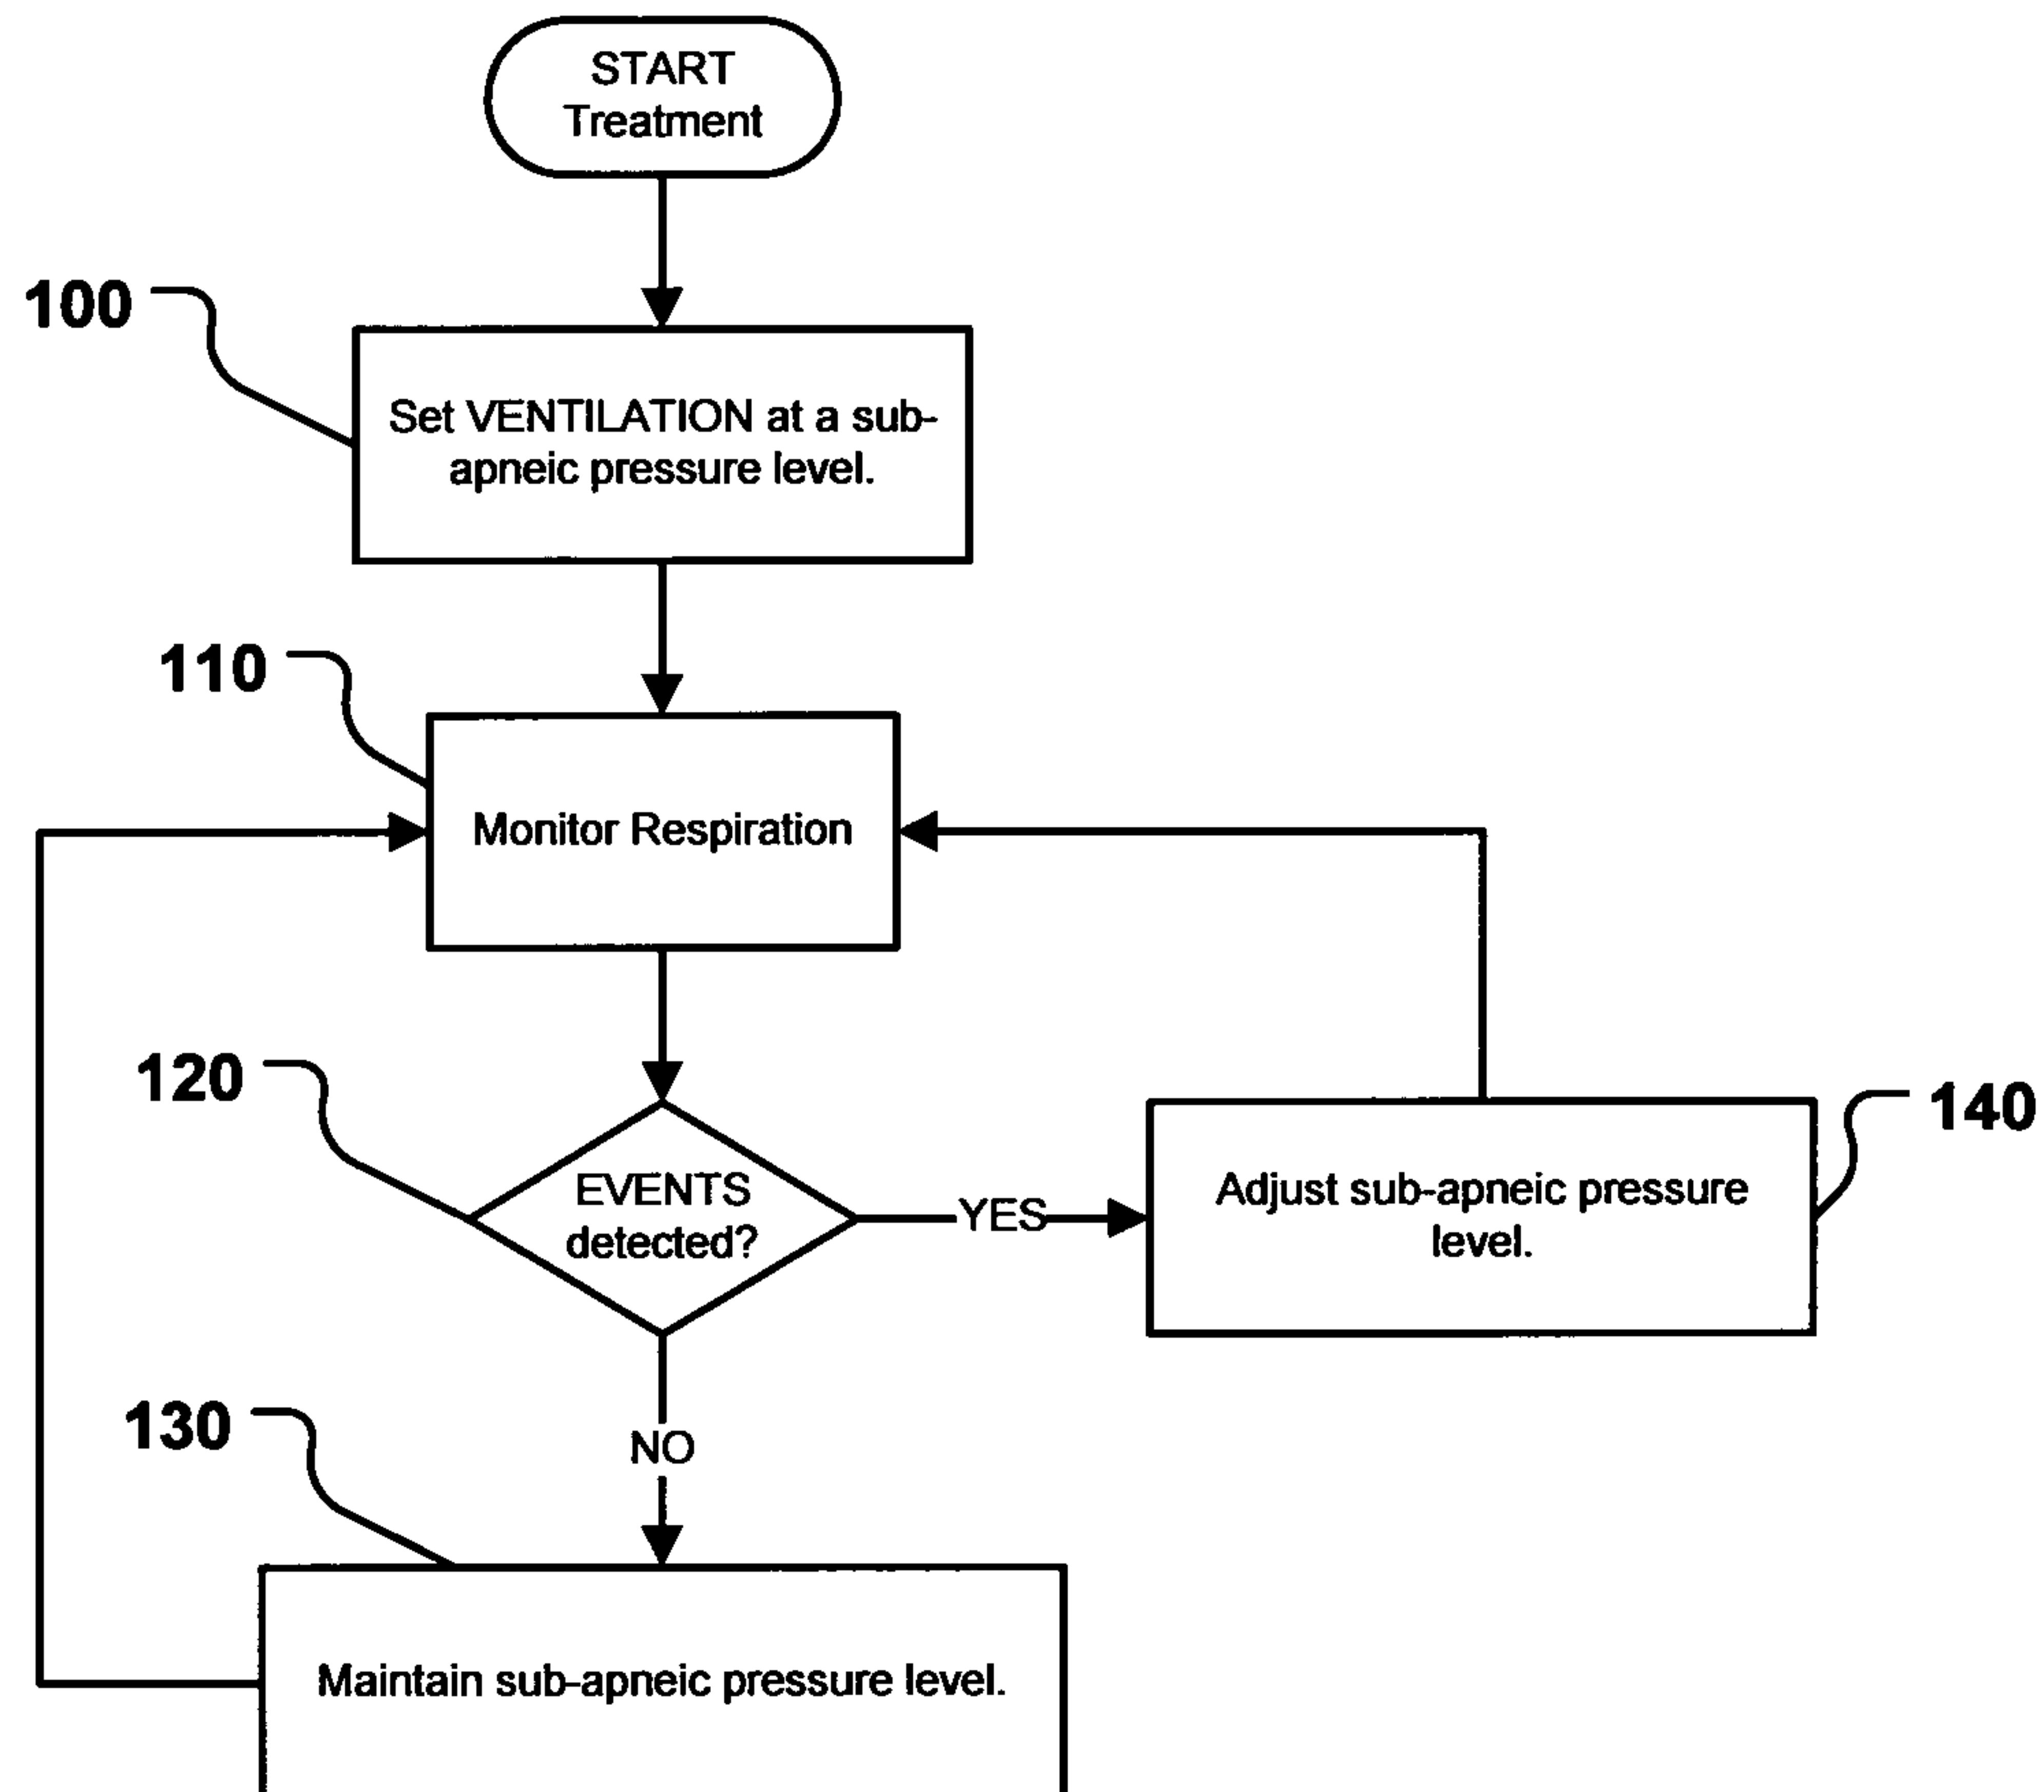 START
Treatment
100
Set VENTILATION at a sub-
apneic pressure level.
110
Monitor Respiration
120
EVENTS
detected?
YES
140
Adjust sub-apneic pressure
level.
NO
130
Maintain sub-apneic pressure level.